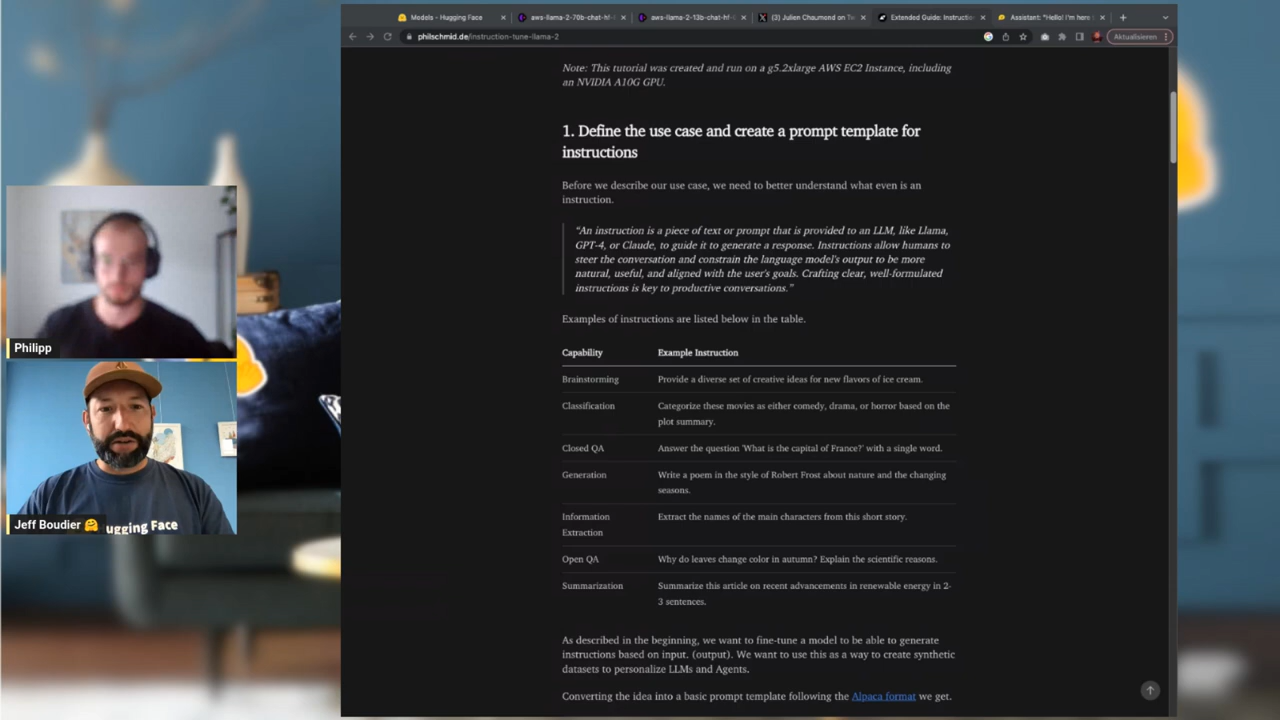 Models - Hugging Face
aws-llama-2-70b-chat-hf-
aws-llama-2-13b-chat-hf-
(3) Julien Chaumond on
Extended Guide: Instructio
Assistant: "Hello! I'm here
philschmid.de/instruction-tune-llama-2
Aktualisieren
Note: This tutorial was created and run on a g5.2xlarge AWS EC2 Instance, including
an NVIDIA A10G GPU.
1. Define the use case and create a prompt template for
instructions
Before we describe our use case, we need to better understand what even is an
instruction.
“An instruction is a piece of text or prompt that is provided to an LLM, like Llama,
GPT-4, or Claude, to guide it to generate a response. Instructions allow humans to
steer the conversation and constrain the language model's output to be more
natural, useful, and aligned with the user's goals. Crafting clear, well-formulated
instructions is key to productive conversations.”
Examples of instructions are listed below in the table.
Capability Example Instruction
Brainstorming Provide a diverse set of creative ideas for new flavors of ice cream.
Classification Categorize these movies as either comedy, drama, or horror based on the
plot summary.
Closed QA Answer the question 'What is the capital of France?' with a single word.
Generation Write a poem in the style of Robert Frost about nature and the changing
seasons.
Information Extract the names of the main characters from this short story.
Extraction
Open QA Why do leaves change color in autumn? Explain the scientific reasons.
Summarization Summarize this article on recent advancements in renewable energy in 2-
3 sentences.
As described in the beginning, we want to fine-tune a model to be able to generate
instructions based on input. (output). We want to use this as a way to create synthetic
datasets to personalize LLMs and Agents.
Converting the idea into a basic prompt template following the Alpaca format we get.
Philipp
Jeff Boudier 🤗
ugging Face